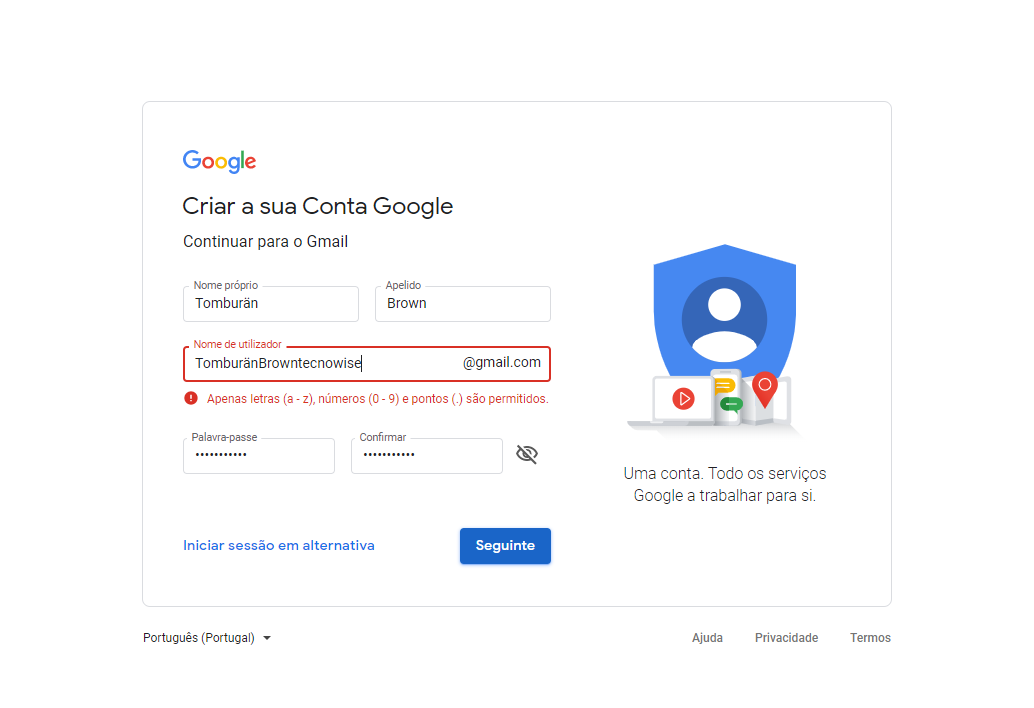 Google
Criar a sua Conta Google
Continuar para o Gmail
Nome próprio
Tomburän
Apelido
Brown
Nome de utilizador
TomburänBrowntecnowise @gmail.com
Apenas letras (a - z), números (0 - 9) e pontos (.) são permitidos.
Palavra-passe
•••••••••••
Confirmar
•••••••••••
Iniciar sessão em alternativa
Seguinte
Uma conta. Todo os serviços
Google a trabalhar para si.
Português (Portugal)
Ajuda Privacidade Termos